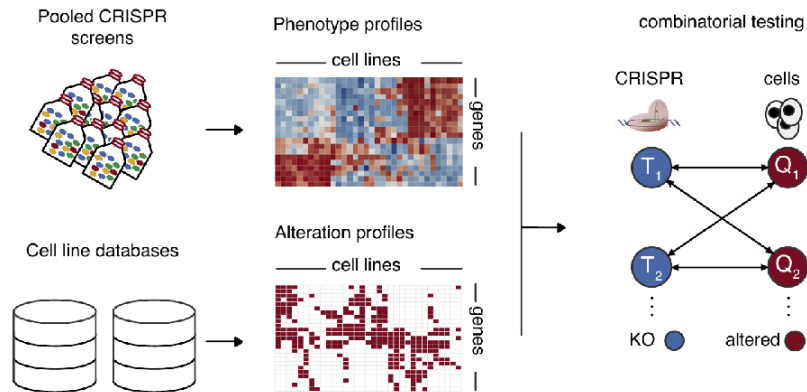 Pooled CRISPR
screens
Phenotype profiles
cell lines
genes
Cell line databases
Alteration profiles
cell lines
genes
combinatorial testing
CRISPR
cells
T1
Q1
T2
Q2
KO
altered